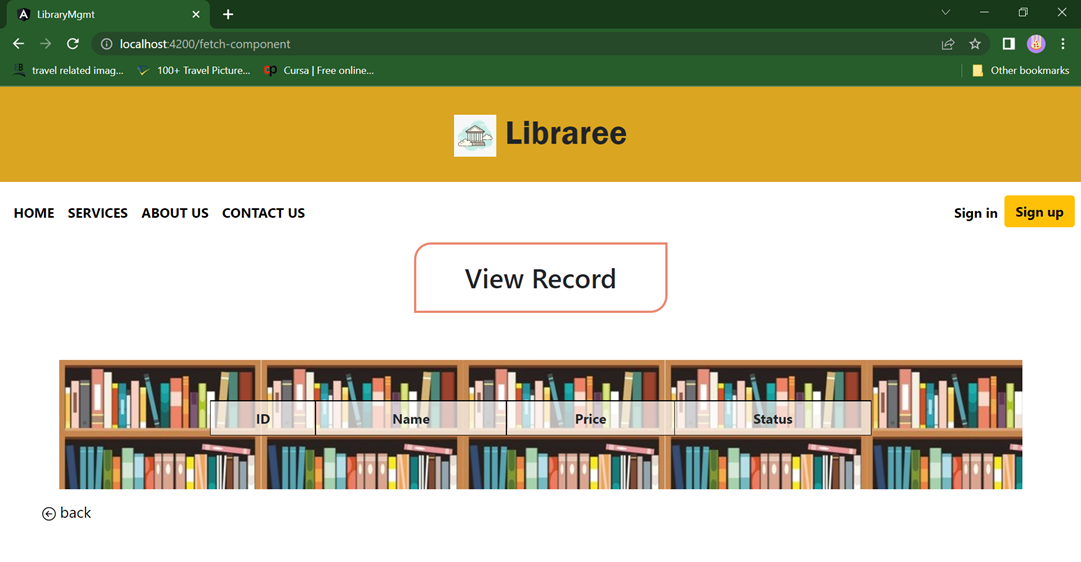 LibraryMgmt
localhost:4200/fetch-component
travel related imag... 100+ Travel Picture... Cursa | Free online... Other bookmarks
Libraree
HOME SERVICES ABOUT US CONTACT US Sign in Sign up
View Record
ID Name Price Status
back